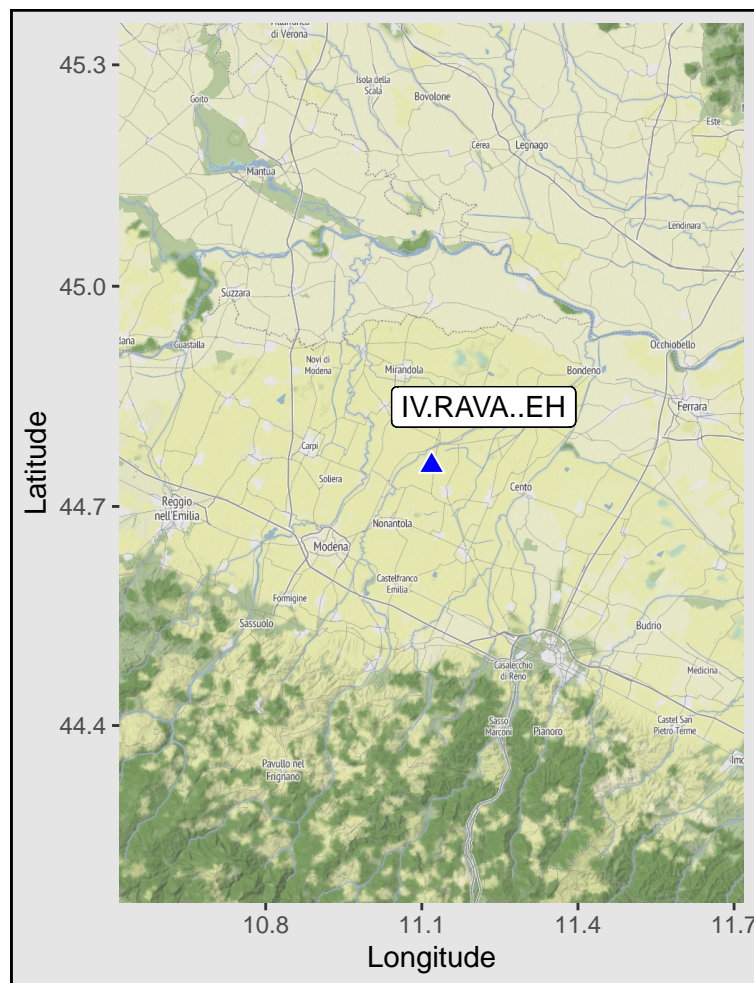 di Verona
45.3
Isola della
Scala
Bovolone
Goito
Este
Cerea
Legnago
Mantua
Lendinara
45.0
Suzzara
Guastalla
Occhiobello
Novi di
Modena
Mirandola
Bondeno
IV.RAVA..EH
Ferrara
Latitude
Carpi
Soliera
Cento
44.7
Reggio
nell'Emilia
Nonantola
Modena
Castelfranco
Emilia
Formigine
Sassuolo
Budrio
Casalecchio
di Reno
Medicina
44.4
Sasso
Marconi
Pianoro
Castel San
Pietro Terme
Pavullo nel
Frignano
10.8
11.1
11.4
11.7
Longitude